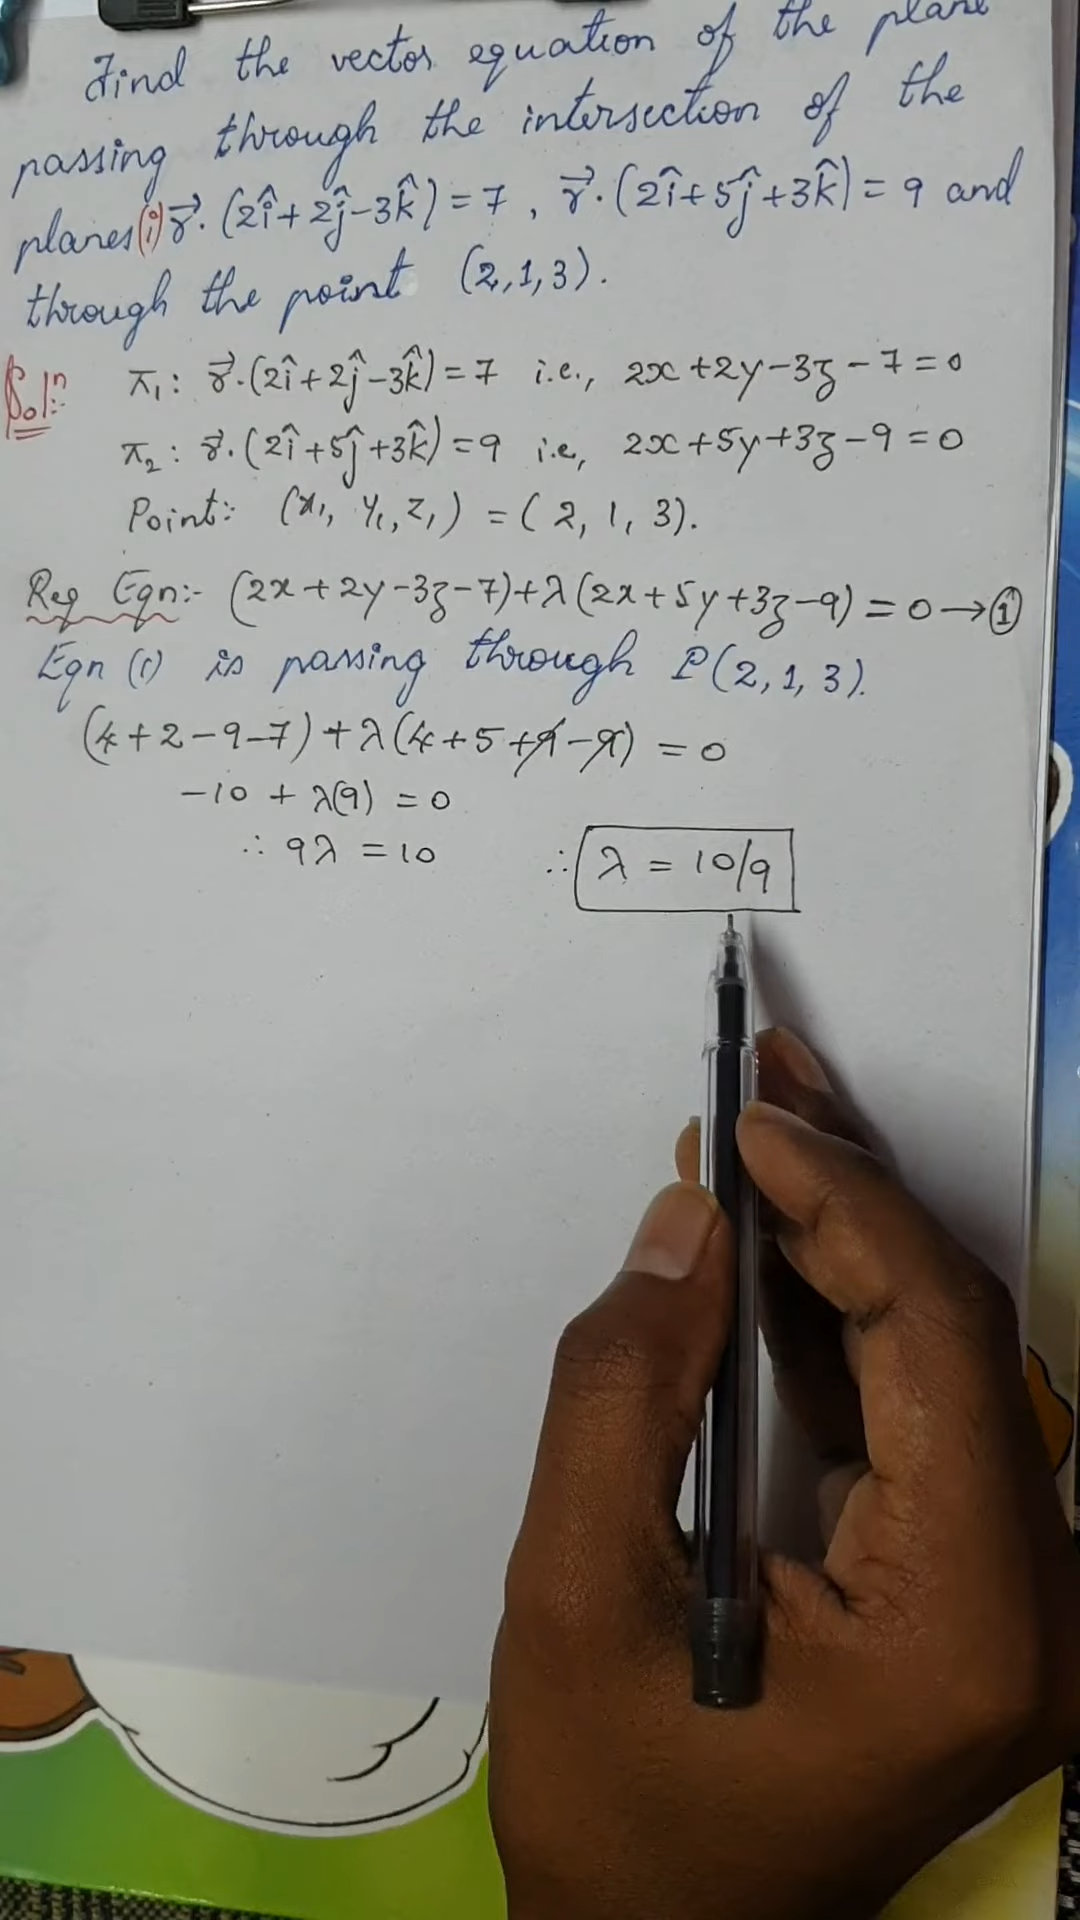 Find the vector equation of the plane
passing through the intersection of the
planes (i) r⃗.(2î+2ĵ-3k̂)=7, r⃗.(2î+5ĵ+3k̂)=9 and
through the point (2,1,3).
Soln:- π₁: r⃗.(2î+2ĵ-3k̂)=7 i.e., 2x+2y-3z-7=0
π₂: r⃗.(2î+5ĵ+3k̂)=9 i.e, 2x+5y+3z-9=0
Point:- (x₁, y₁, z₁) = (2, 1, 3).
Req Eqn:- (2x+2y-3z-7)+λ(2x+5y+3z-9)=0→①
Eqn (1) is passing through P(2,1,3).
(4+2-9-7)+λ(4+5+9-9)=0
-10+λ(9)=0
∴ 9λ=10 ∴ λ=10/9